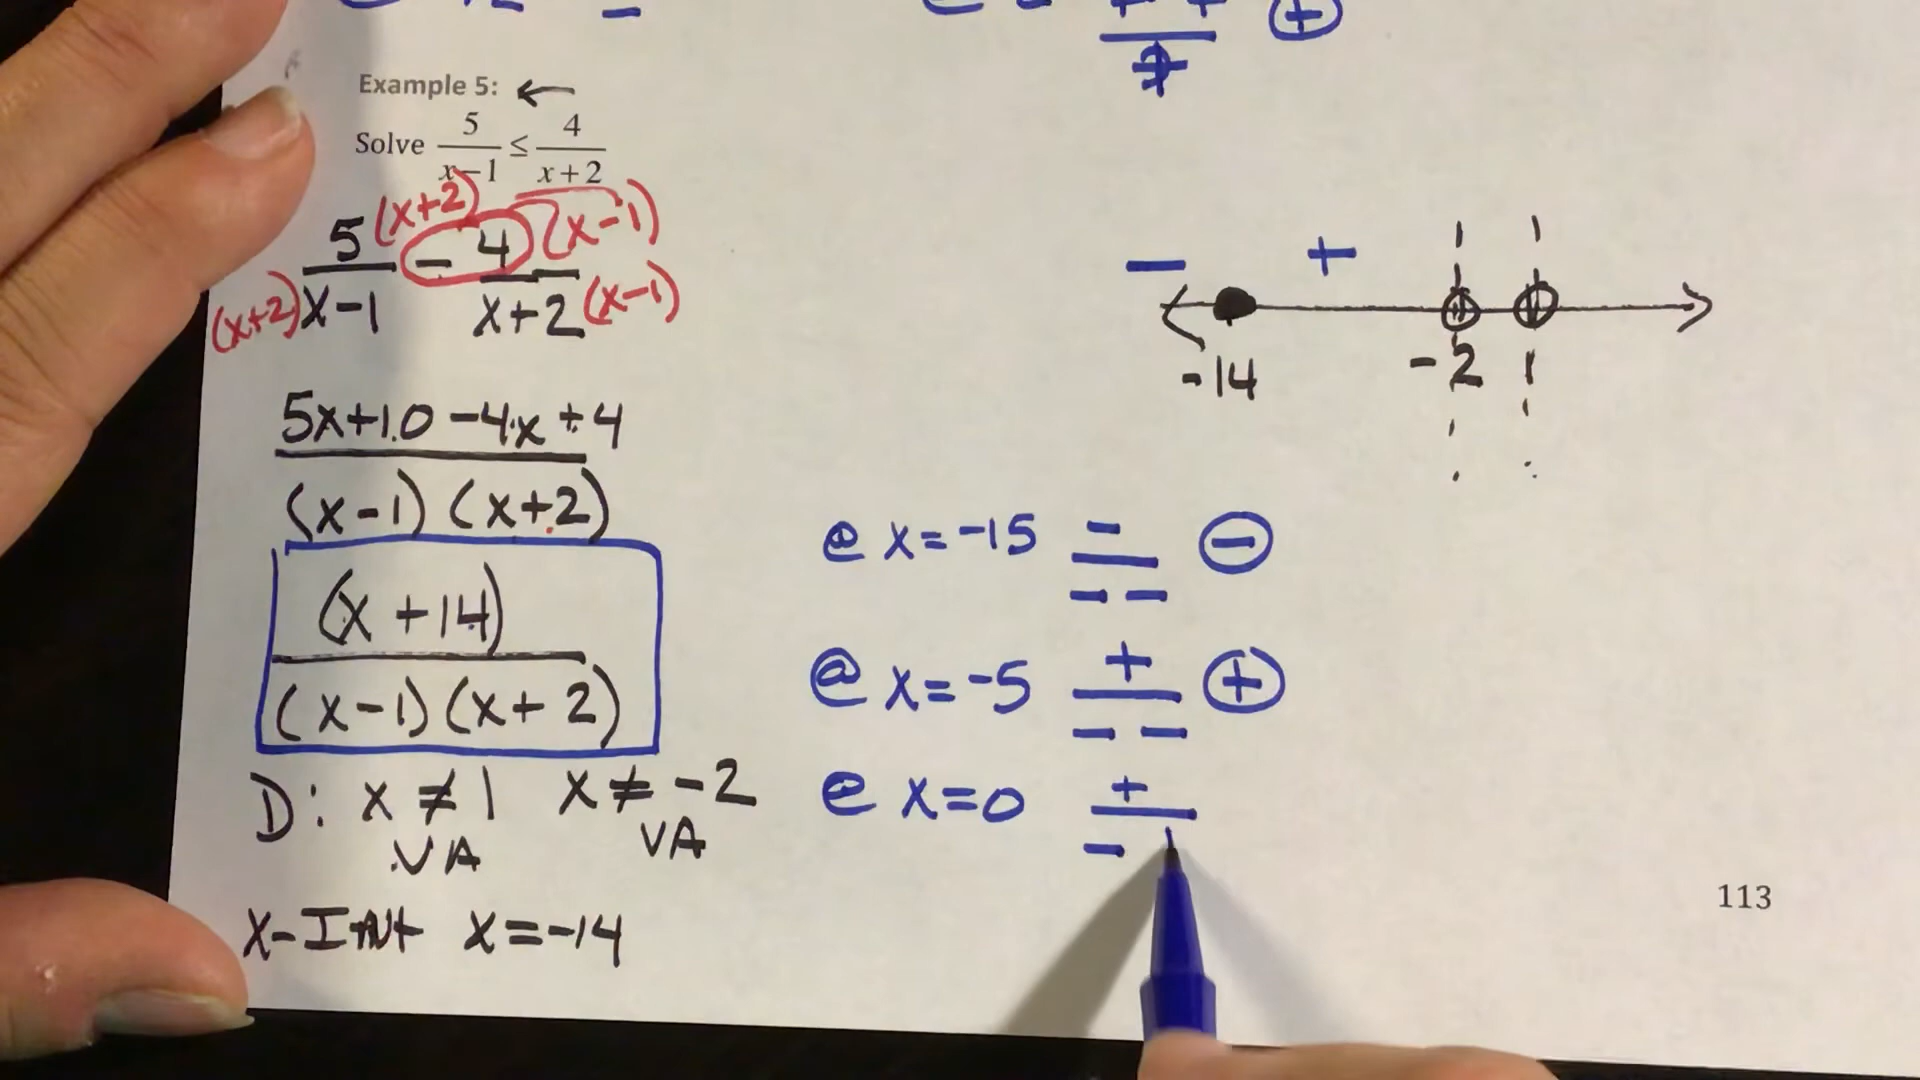 Example 5: ←
Solve 5/(x−1) ≤ 4/(x+2)
5(x+2) − 4(x−1)
(x+2) x−1 x+2 (x−1)
5x+10 −4x +4
(x−1) (x+2)
(x +14)
(x−1)(x+2)
D: x ≠ 1 x ≠ −2
VA VA
x-Int x=−14
− +
-14 -2 1
@ x=−15 − / − − ⊖
@ x=−5 + / − − ⊕
@ x=0 + / −
113